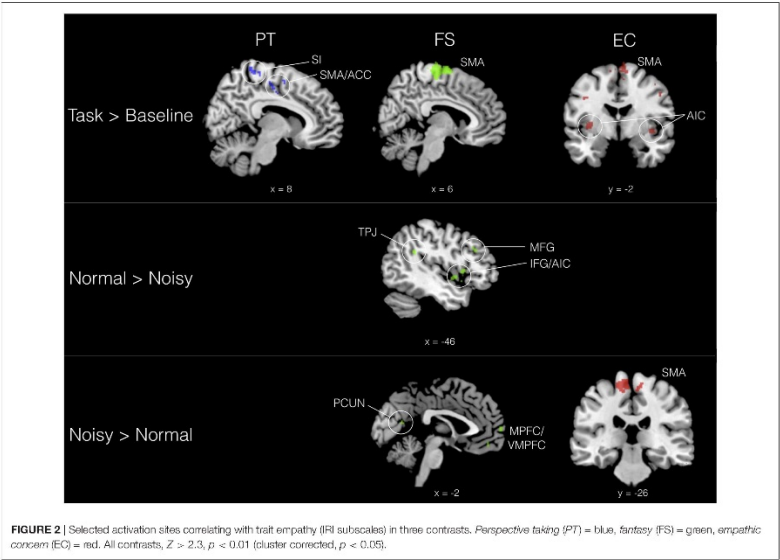 PT
FS
EC
SI
SMA/ACC
SMA
SMA
Task > Baseline
AIC
x = 8
x = 6
y = -2
TPJ
MFG
IFG/AIC
Normal > Noisy
x = -46
SMA
PCUN
MPFC/
VMPFC
Noisy > Normal
x = -2
y = -26
FIGURE 2 | Selected activation sites correlating with trait empathy (IRI subscales) in three contrasts. Perspective taking (PT) = blue, fantasy (FS) = green, empathic
concern (EC) = red. All contrasts, Z > 2.3, p < 0.01 (cluster corrected, p < 0.05).